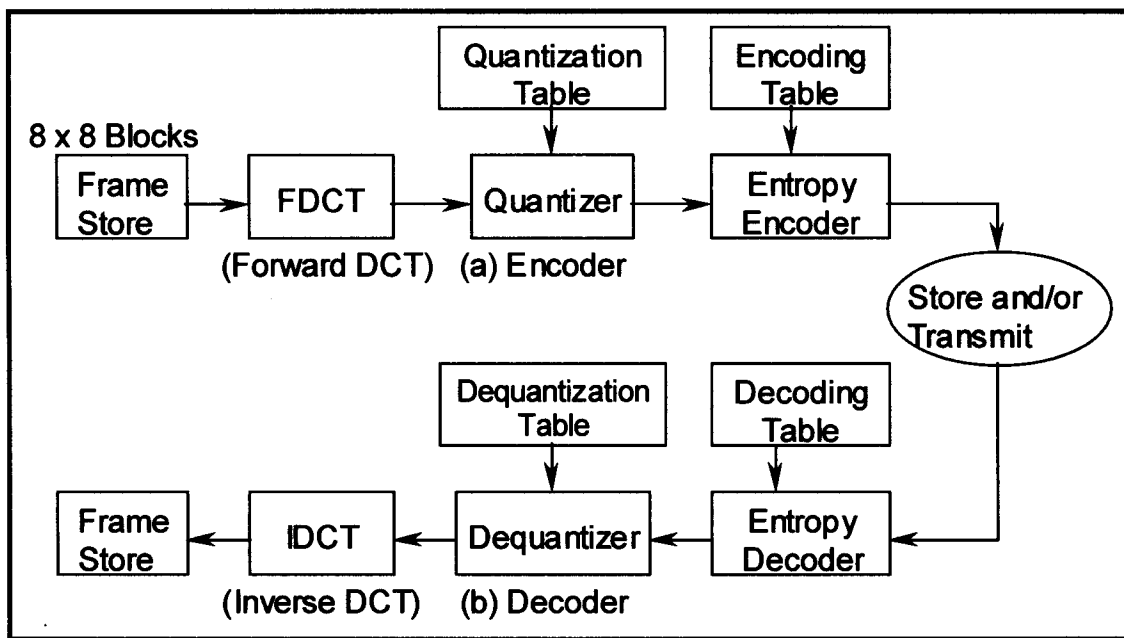 Quantization
Table
Encoding
Table
8 x 8 Blocks
Frame
Store
FDCT
Quantizer
Entropy
Encoder
(Forward DCT)
(a) Encoder
Store and/or
Transmit
Dequantization
Table
Decoding
Table
Frame
Store
IDCT
Dequantizer
Entropy
Decoder
(Inverse DCT)
(b) Decoder